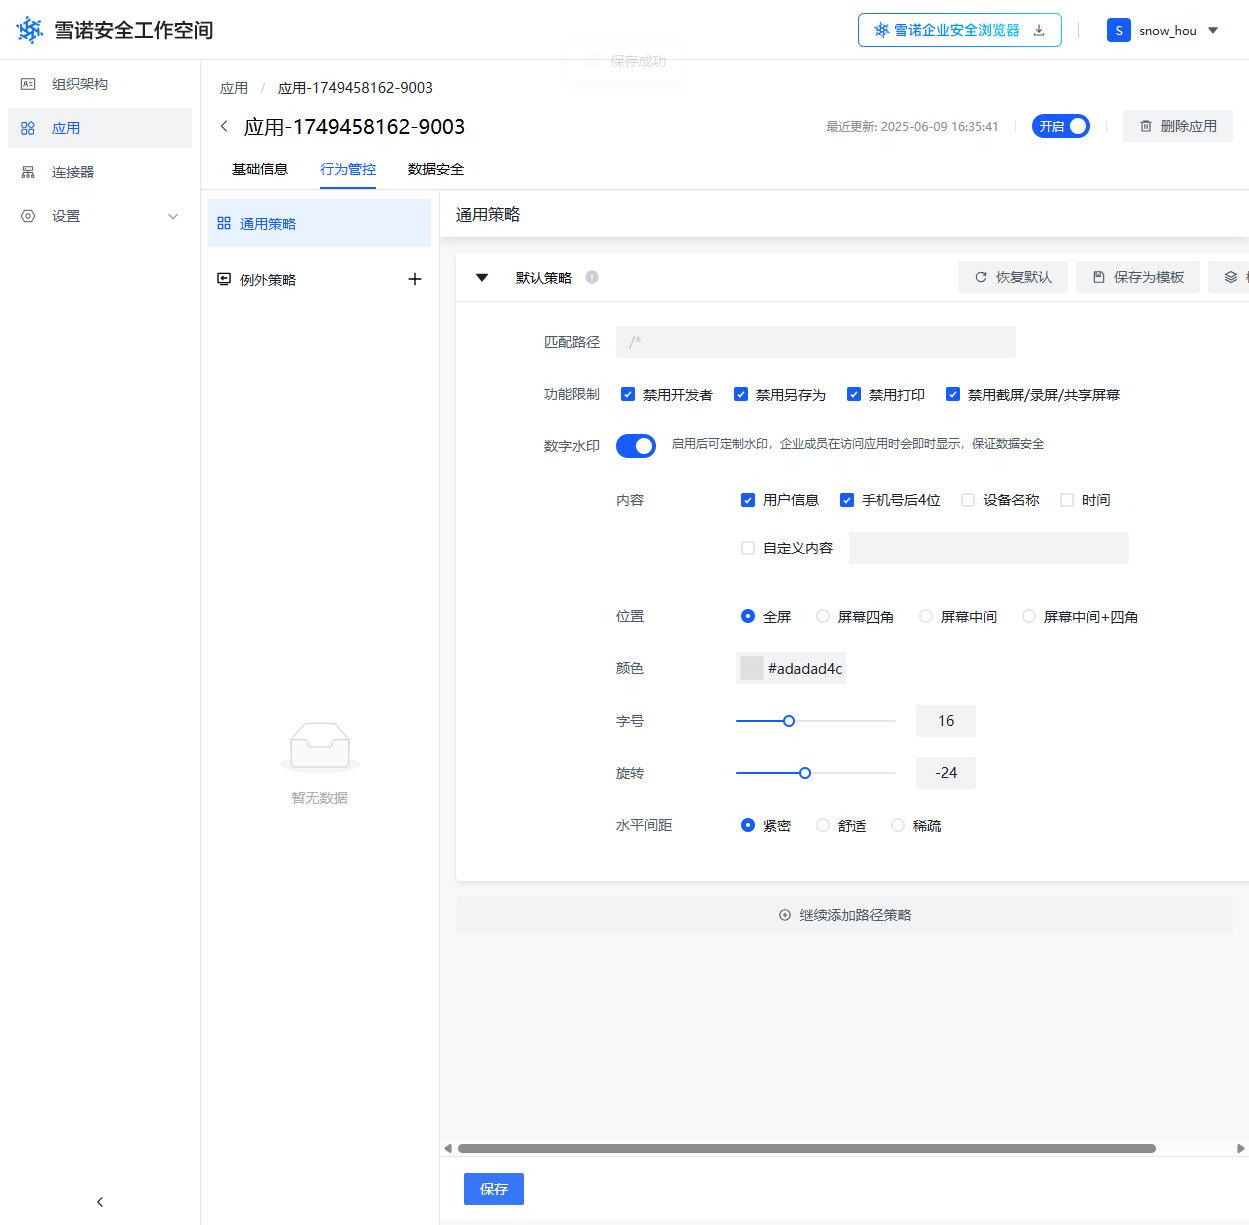 雪诺安全工作空间
雪诺企业安全浏览器
S snow_hou
保存成功
组织架构
应用
连接器
设置
应用 / 应用-1749458162-9003
应用-1749458162-9003
最近更新: 2025-06-09 16:35:41
开启
删除应用
基础信息 行为管控 数据安全
通用策略
例外策略
暂无数据
通用策略
默认策略
恢复默认 保存为模板
匹配路径 /*
功能限制 禁用开发者 禁用另存为 禁用打印 禁用截屏/录屏/共享屏幕
数字水印 启用后可定制水印，企业成员在访问应用时会即时显示，保证数据安全
内容 用户信息 手机号后4位 设备名称 时间
自定义内容
位置 全屏 屏幕四角 屏幕中间 屏幕中间+四角
颜色 #adadad4c
字号 16
旋转 -24
水平间距 紧密 舒适 稀疏
继续添加路径策略
保存